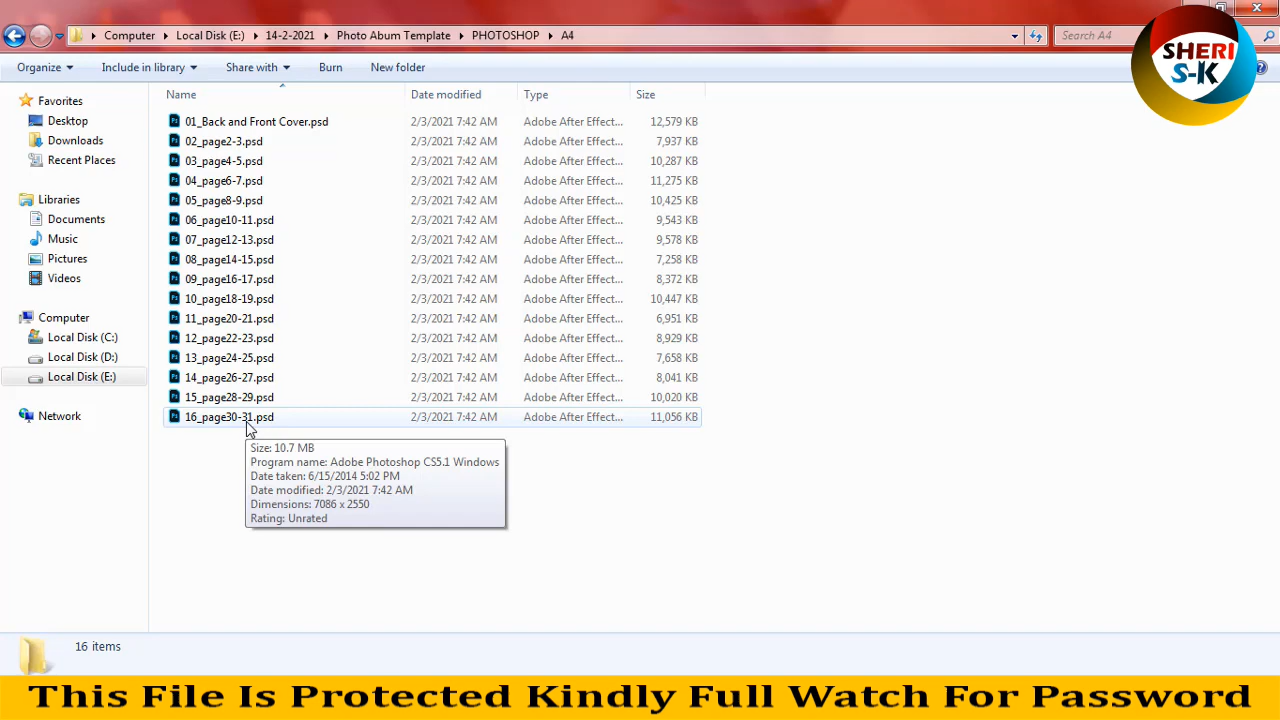 Computer Local Disk (E:) 14-2-2021 Photo Abum Template PHOTOSHOP A4 Search A4
Organize Include in library Share with Burn New folder
SHERI
S-K
Name Date modified Type Size
Favorites
Desktop
Downloads
Recent Places
Libraries
Documents
Music
Pictures
Videos
Computer
Local Disk (C:)
Local Disk (D:)
Local Disk (E:)
Network
01_Back and Front Cover.psd 2/3/2021 7:42 AM Adobe After Effect... 12,579 KB
02_page2-3.psd 2/3/2021 7:42 AM Adobe After Effect... 7,937 KB
03_page4-5.psd 2/3/2021 7:42 AM Adobe After Effect... 10,287 KB
04_page6-7.psd 2/3/2021 7:42 AM Adobe After Effect... 11,275 KB
05_page8-9.psd 2/3/2021 7:42 AM Adobe After Effect... 10,425 KB
06_page10-11.psd 2/3/2021 7:42 AM Adobe After Effect... 9,543 KB
07_page12-13.psd 2/3/2021 7:42 AM Adobe After Effect... 9,578 KB
08_page14-15.psd 2/3/2021 7:42 AM Adobe After Effect... 7,258 KB
09_page16-17.psd 2/3/2021 7:42 AM Adobe After Effect... 8,372 KB
10_page18-19.psd 2/3/2021 7:42 AM Adobe After Effect... 10,447 KB
11_page20-21.psd 2/3/2021 7:42 AM Adobe After Effect... 6,951 KB
12_page22-23.psd 2/3/2021 7:42 AM Adobe After Effect... 8,929 KB
13_page24-25.psd 2/3/2021 7:42 AM Adobe After Effect... 7,658 KB
14_page26-27.psd 2/3/2021 7:42 AM Adobe After Effect... 8,041 KB
15_page28-29.psd 2/3/2021 7:42 AM Adobe After Effect... 10,020 KB
16_page30-31.psd 2/3/2021 7:42 AM Adobe After Effect... 11,056 KB
Size: 10.7 MB
Program name: Adobe Photoshop CS5.1 Windows
Date taken: 6/15/2014 5:02 PM
Date modified: 2/3/2021 7:42 AM
Dimensions: 7086 x 2550
Rating: Unrated
16 items
This File Is Protected Kindly Full Watch For Password